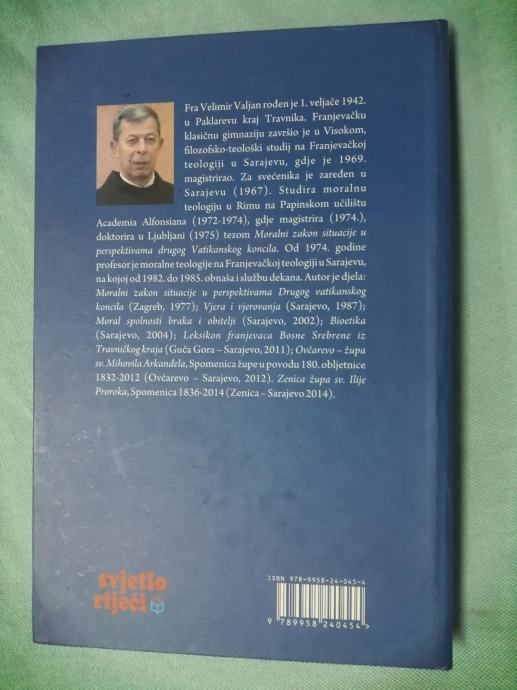 Fra Velimir Valjan rođen je 1. veljače 1942.
u Paklarevu kraj Travnika. Franjevačku
klasičnu gimnaziju završio je u Visokom,
filozofsko-teološki studij na Franjevačkoj
teologiji u Sarajevu, gdje je 1969.
magistrirao. Za svećenika je zaređen u
Sarajevu (1967). Studira moralnu
teologiju u Rimu na Papinskom učilištu
Academia Alfonsiana (1972-1974), gdje magistrira (1974.),
doktorira u Ljubljani (1975) tezom Moralni zakon situacije u
perspektivama drugog Vatikanskog koncila. Od 1974. godine
profesor je moralne teologije na Franjevačkoj teologiji u Sarajevu,
na kojoj od 1982. do 1985. obnaša i službu dekana. Autor je djela:
Moralni zakon situacije u perspektivama Drugog vatikanskog
koncila (Zagreb, 1977); Vjera i vjerovanja (Sarajevo, 1987);
Moral spolnosti braka i obitelji (Sarajevo, 2002); Bioetika
(Sarajevo, 2004); Leksikon franjevaca Bosne Srebrene iz
Travničkog kraja (Guča Gora – Sarajevo, 2011); Ovčarevo – župa
sv. Mihovila Arkanđela, Spomenica župe u povodu 180. obljetnice
1832-2012 (Ovčarevo – Sarajevo, 2012). Zenica župa sv. Ilije
Proroka, Spomenica 1836-2014 (Zenica – Sarajevo 2014).
svjetlo
riječi
ISBN 978-9958-24-045-4
9 789958 240454 >